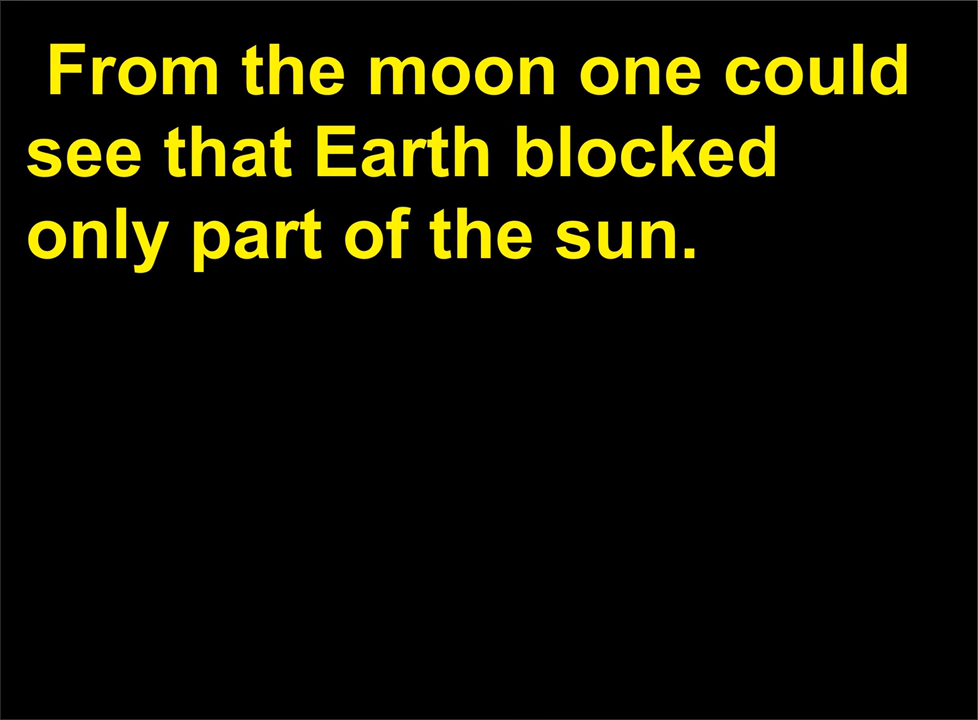 From the moon one could
see that Earth blocked
only part of the sun.